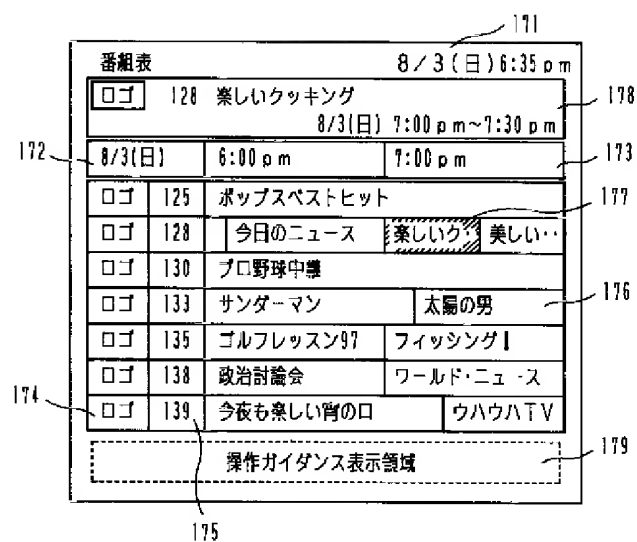 171
番組表 8/3(日)6:35pm
ロゴ 128 楽しいクッキング 178
8/3(日) 7:00pm~7:30pm
172 8/3(日) 6:00pm 7:00pm 173
ロゴ 125 ポップスベストヒット 177
ロゴ 128 今日のニュース 楽しいク‥ 美しい‥
ロゴ 130 プロ野球中継
ロゴ 133 サンダーマン 太陽の男 176
ロゴ 135 ゴルフレッスン97 フィッシング!
ロゴ 138 政治討論会 ワールド・ニュース
174 ロゴ 139 今夜も楽しい宵の口 ウハウハTV
操作ガイダンス表示領域 179
175